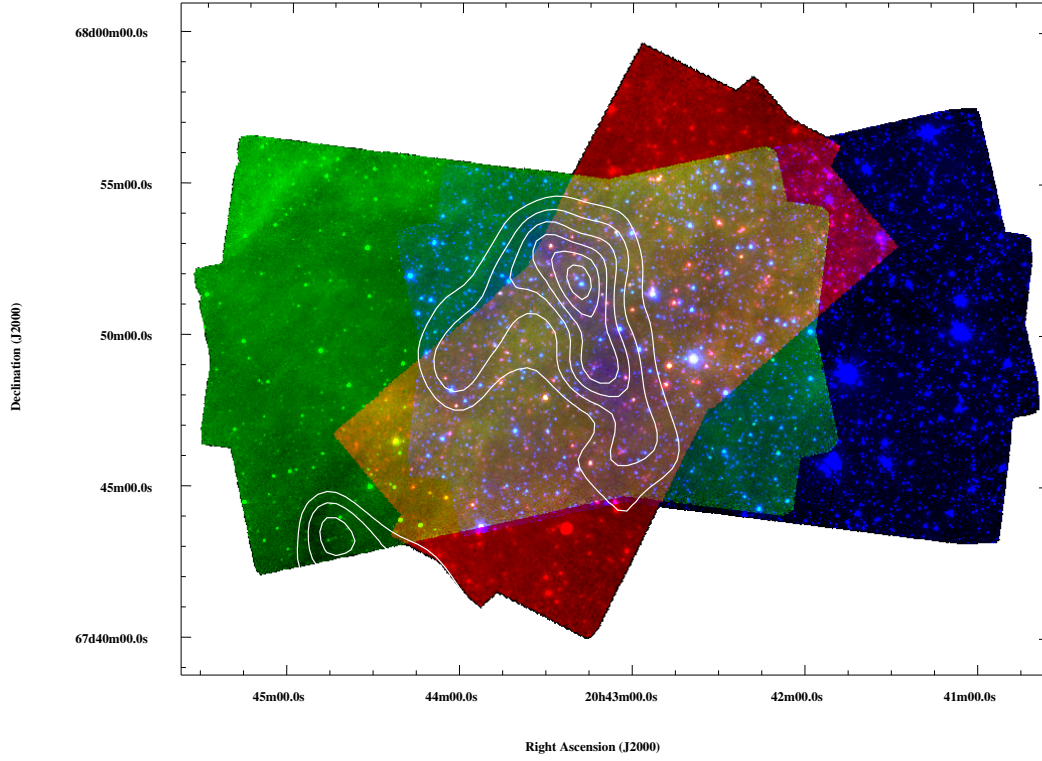 68d00m00.0s
55m00.0s
50m00.0s
45m00.0s
67d40m00.0s
Declination (J2000)
45m00.0s 44m00.0s 20h43m00.0s 42m00.0s 41m00.0s
Right Ascension (J2000)